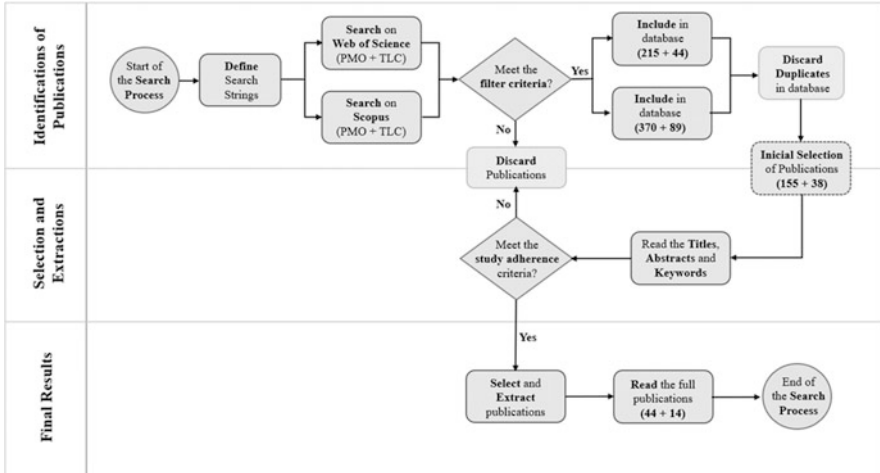 Identifications of
Publications
Start of
the Search
Process
Define
Search
Strings
Search on
Web of Science
(PMO + TLC)
Search on
Scopus
(PMO + TLC)
Meet the
filter criteria?
Yes
No
Include in
database
(215 + 44)
Include in
database
(370 + 89)
Discard
Duplicates
in database
Discard
Publications
Inicial Selection
of Publications
(155 + 38)
Selection and
Extractions
No
Meet the
study adherence
criteria?
Read the Titles,
Abstracts and
Keywords
Yes
Final Results
Select and
Extract
publications
Read the full
publications
(44 + 14)
End of
the Search
Process